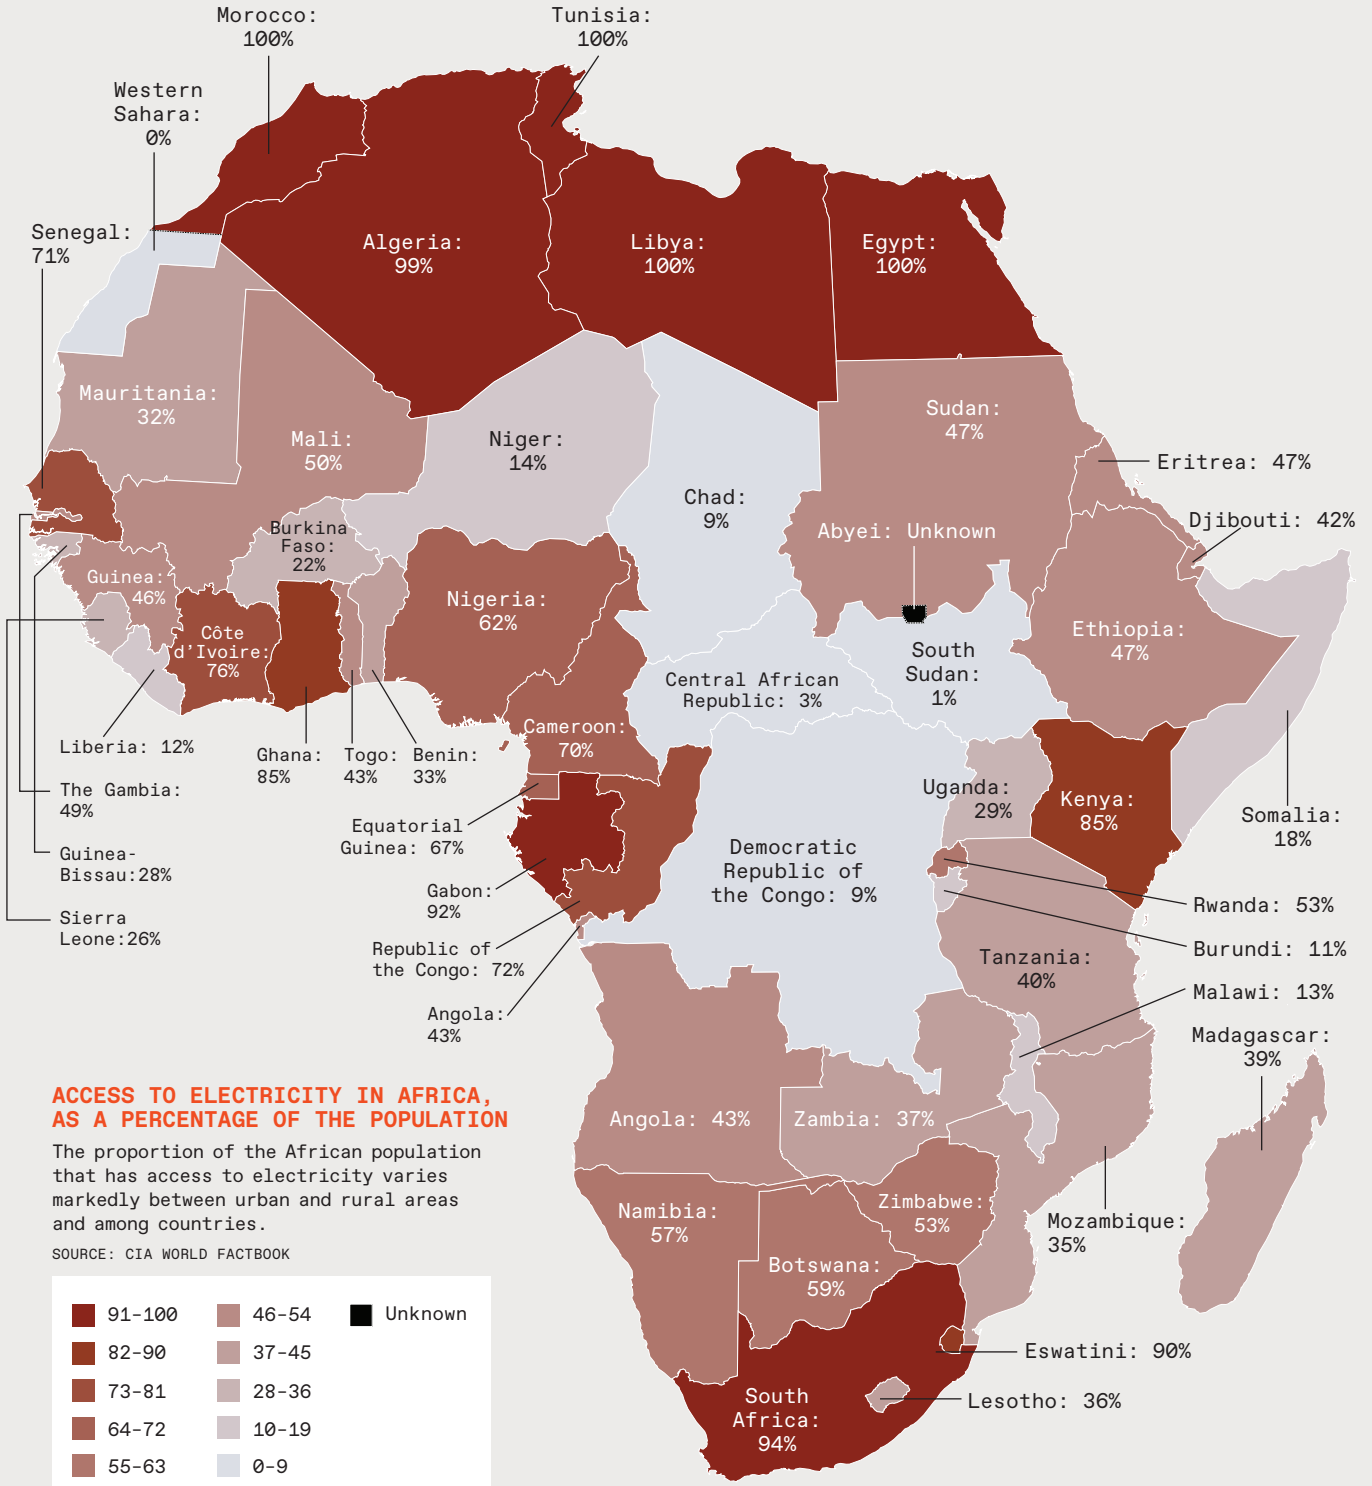 Morocco:
100%
Tunisia:
100%
Western
Sahara:
0%
Senegal:
71%
Algeria:
99%
Libya:
100%
Egypt:
100%
Mauritania:
32%
Mali:
50%
Niger:
14%
Chad:
9%
Sudan:
47%
Eritrea: 47%
Djibouti: 42%
Abyei: Unknown
Burkina
Faso:
22%
Guinea:
46%
Côte
d'Ivoire:
76%
Nigeria:
62%
Ethiopia:
47%
South
Sudan:
1%
Central African
Republic: 3%
Cameroon:
70%
Liberia: 12%
Ghana:
85%
Togo:
43%
Benin:
33%
The Gambia:
49%
Guinea-
Bissau:28%
Sierra
Leone:26%
Equatorial
Guinea: 67%
Gabon:
92%
Republic of
the Congo: 72%
Angola:
43%
Democratic
Republic of
the Congo: 9%
Uganda:
29%
Kenya:
85%
Somalia:
18%
Rwanda: 53%
Burundi: 11%
Tanzania:
40%
Malawi: 13%
Madagascar:
39%
Angola: 43%
Zambia: 37%
Namibia:
57%
Zimbabwe:
53%
Botswana:
59%
Mozambique:
35%
Eswatini: 90%
Lesotho: 36%
South
Africa:
94%
ACCESS TO ELECTRICITY IN AFRICA,
AS A PERCENTAGE OF THE POPULATION
The proportion of the African population
that has access to electricity varies
markedly between urban and rural areas
and among countries.
SOURCE: CIA WORLD FACTBOOK
91-100
82-90
73-81
64-72
55-63
46-54
37-45
28-36
10-19
0-9
Unknown